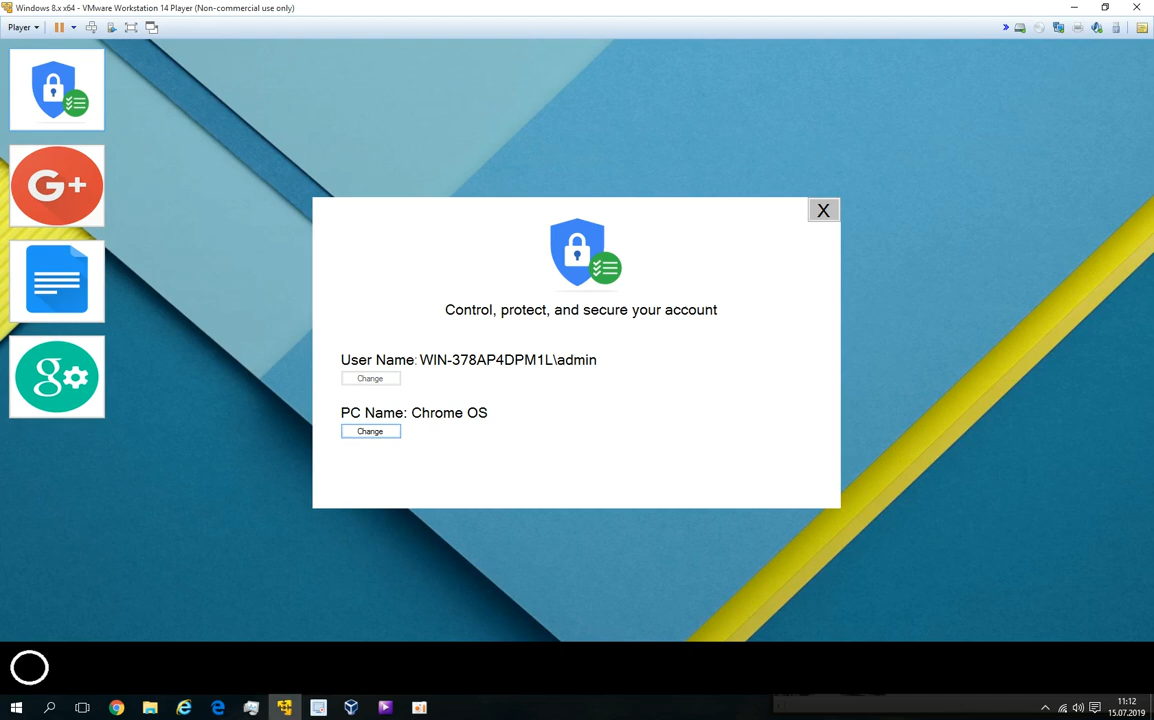 Windows 8.x x64 - VMware Workstation 14 Player (Non-commercial use only)
Player
G+
g
X
Control, protect, and secure your account
User Name: WIN-378AP4DPM1L\admin
Change
PC Name: Chrome OS
Change
11:12
15.07.2019